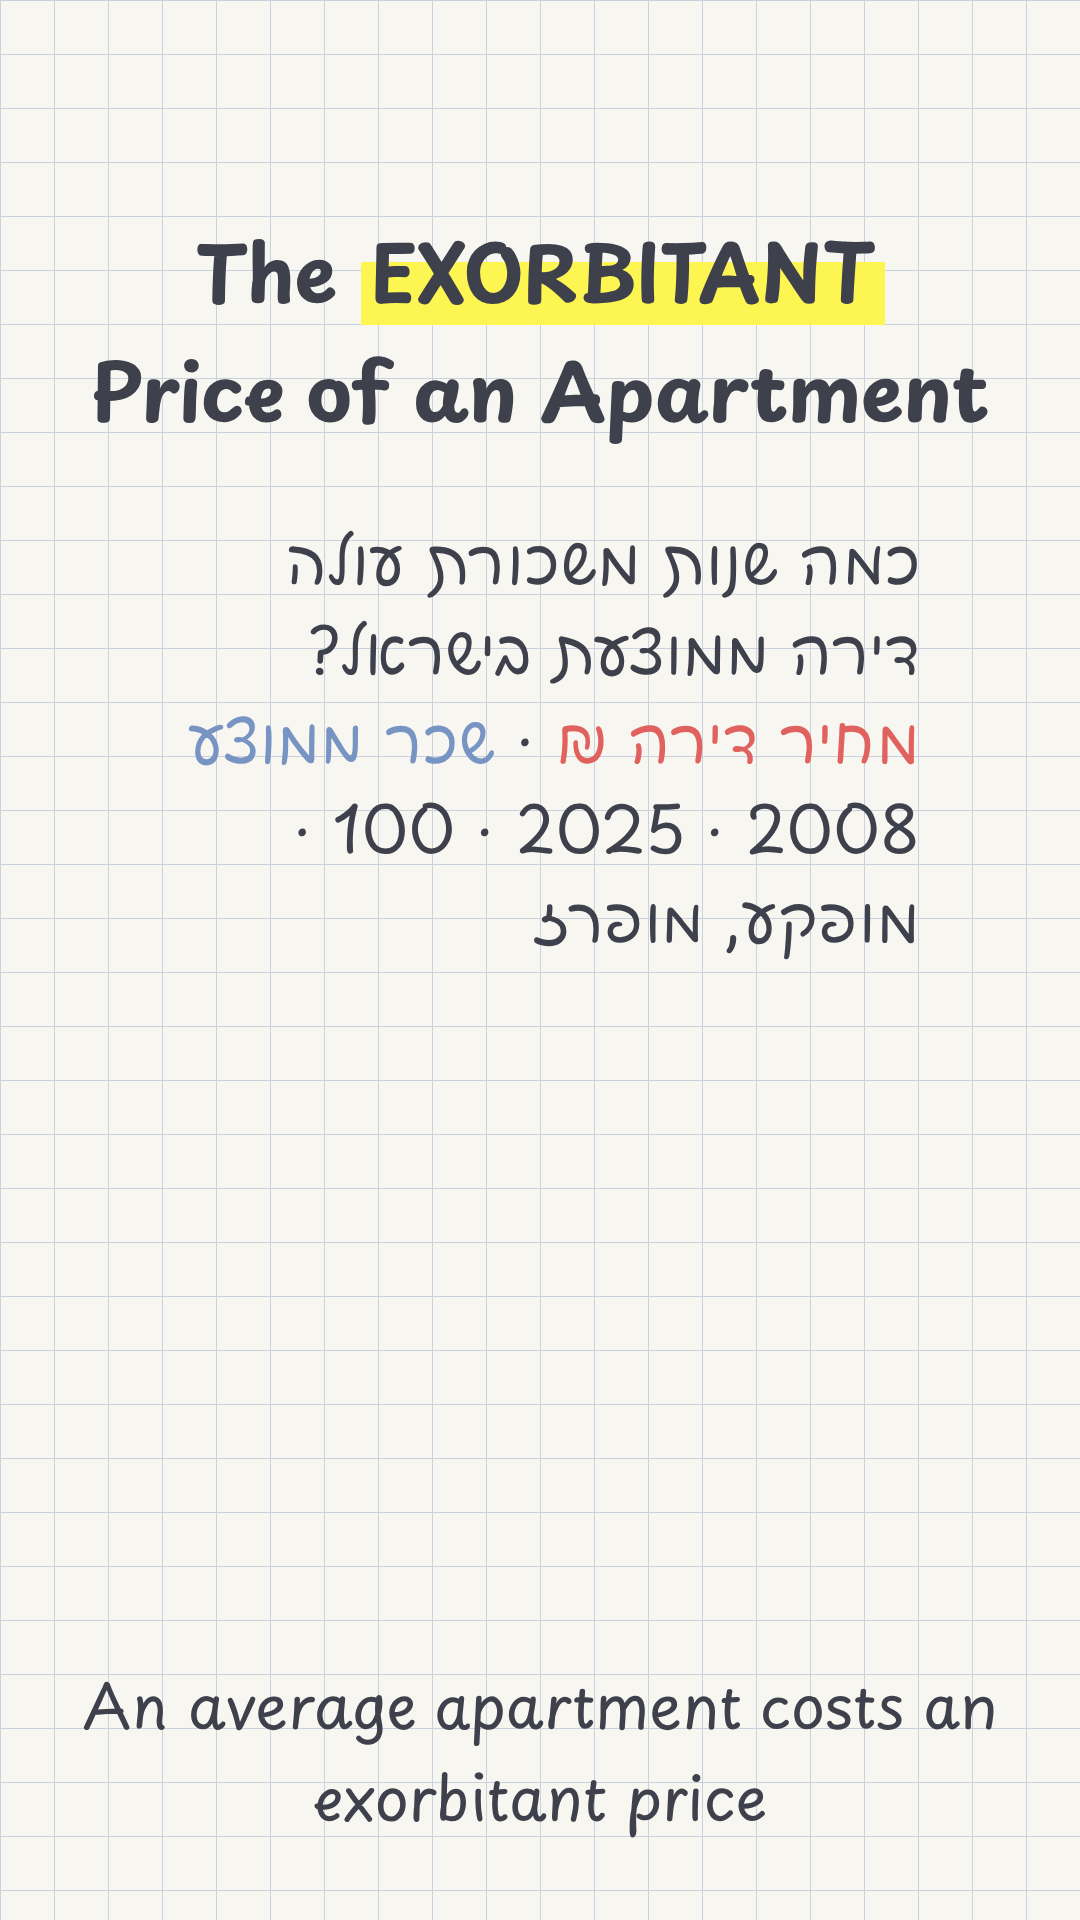 The EXORBITANT
Price of an Apartment
כמה שנות משכורת עולה
דירה ממוצעת בישראל?
מחיר דירה ₪ · שכר ממוצע
2008 · 2025 · 100 ·
מופקע, מופרז
An average apartment costs an
exorbitant price